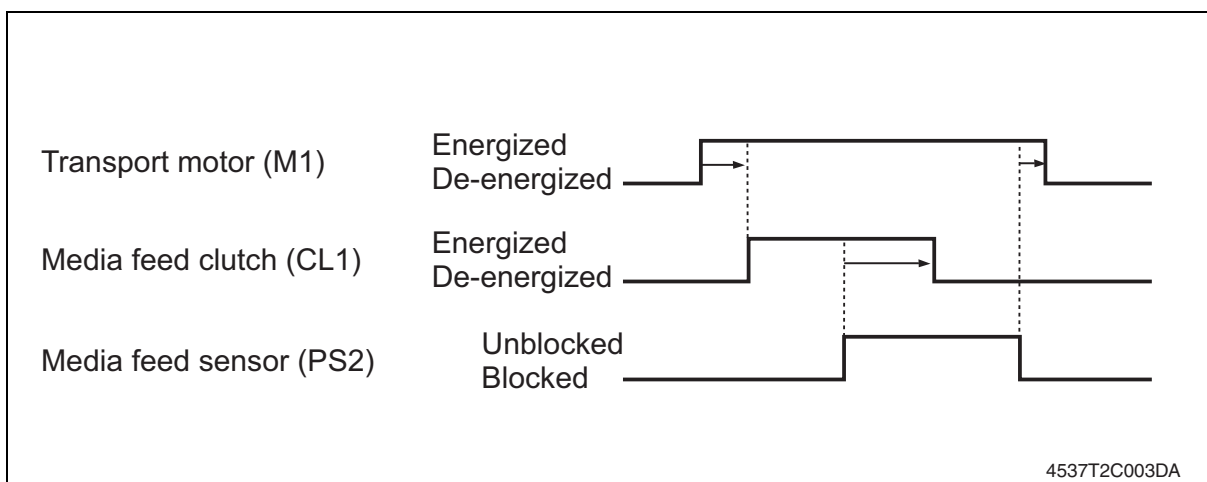 Transport motor (M1)
Energized
De-energized
Media feed clutch (CL1)
Energized
De-energized
Media feed sensor (PS2)
Unblocked
Blocked
4537T2C003DA